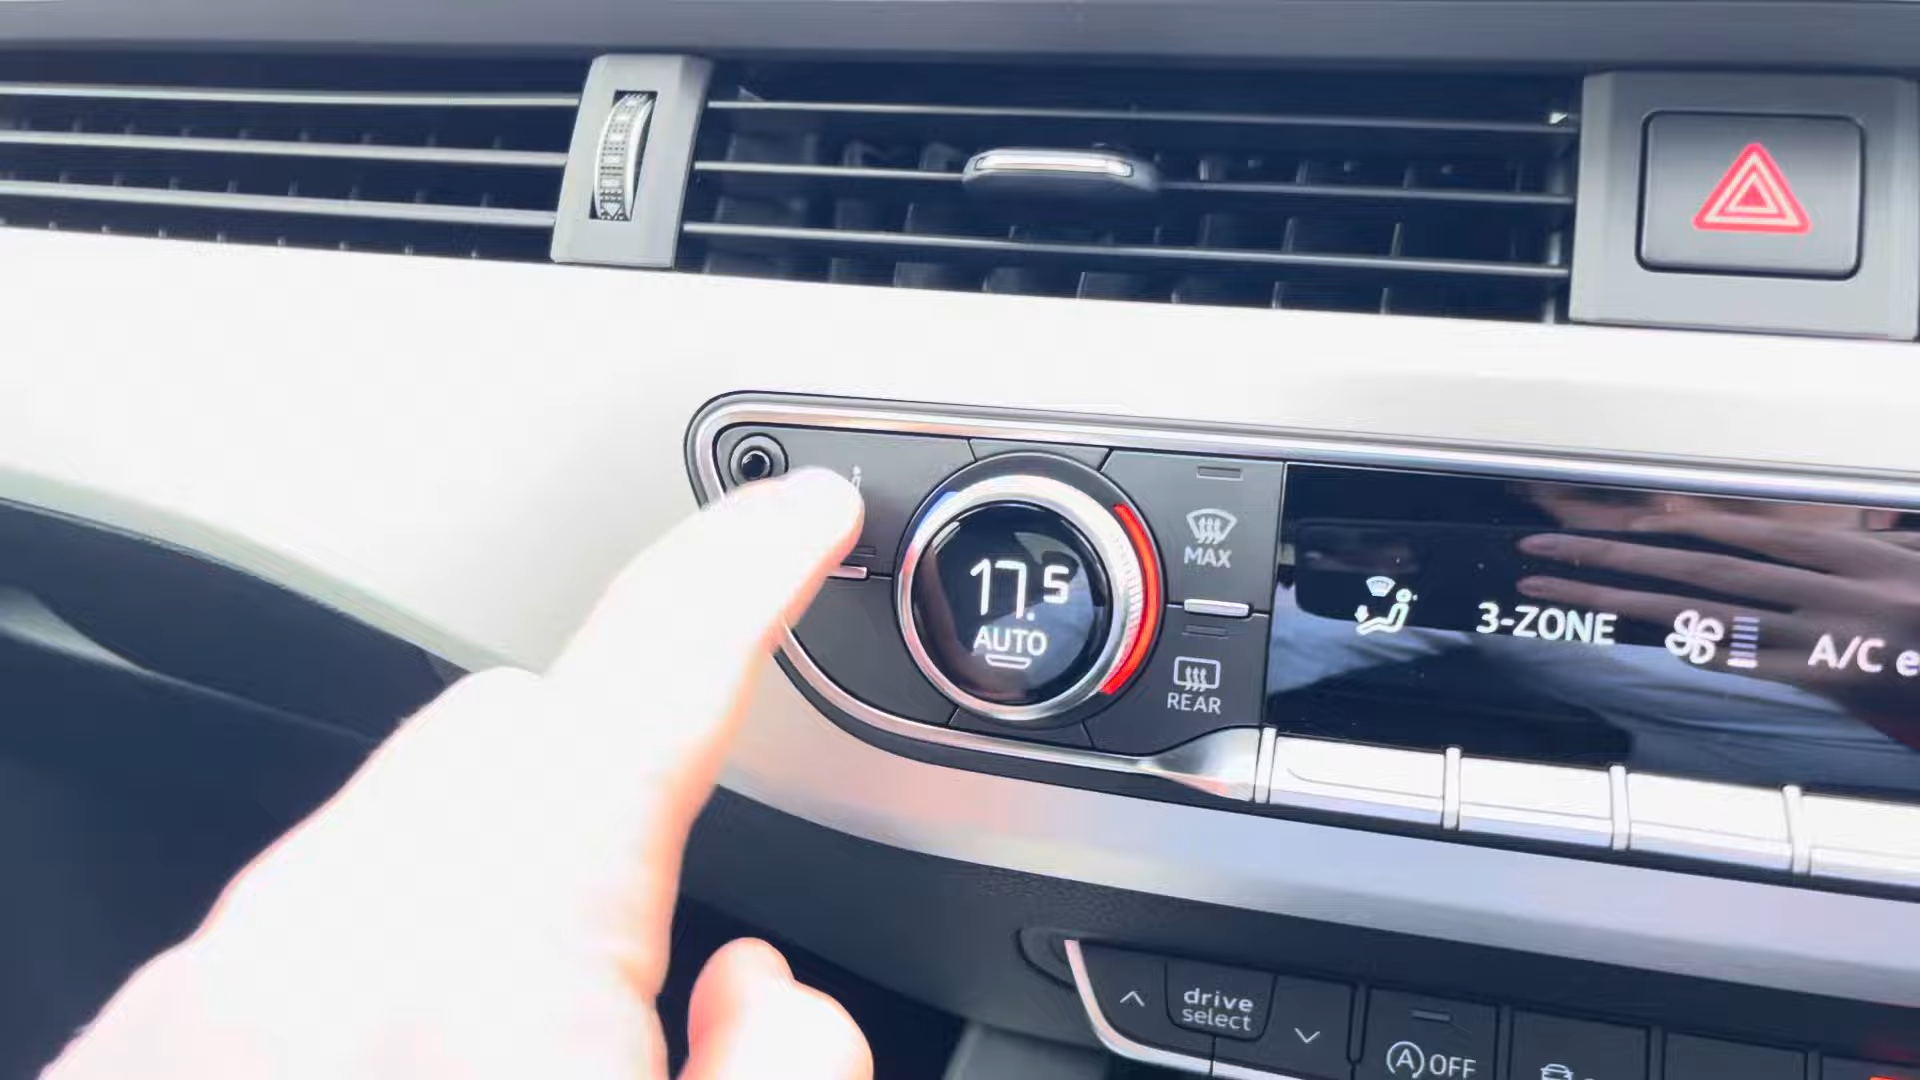 17.5
AUTO
MAX
REAR
3-ZONE
A/C e
drive
select
A OFF